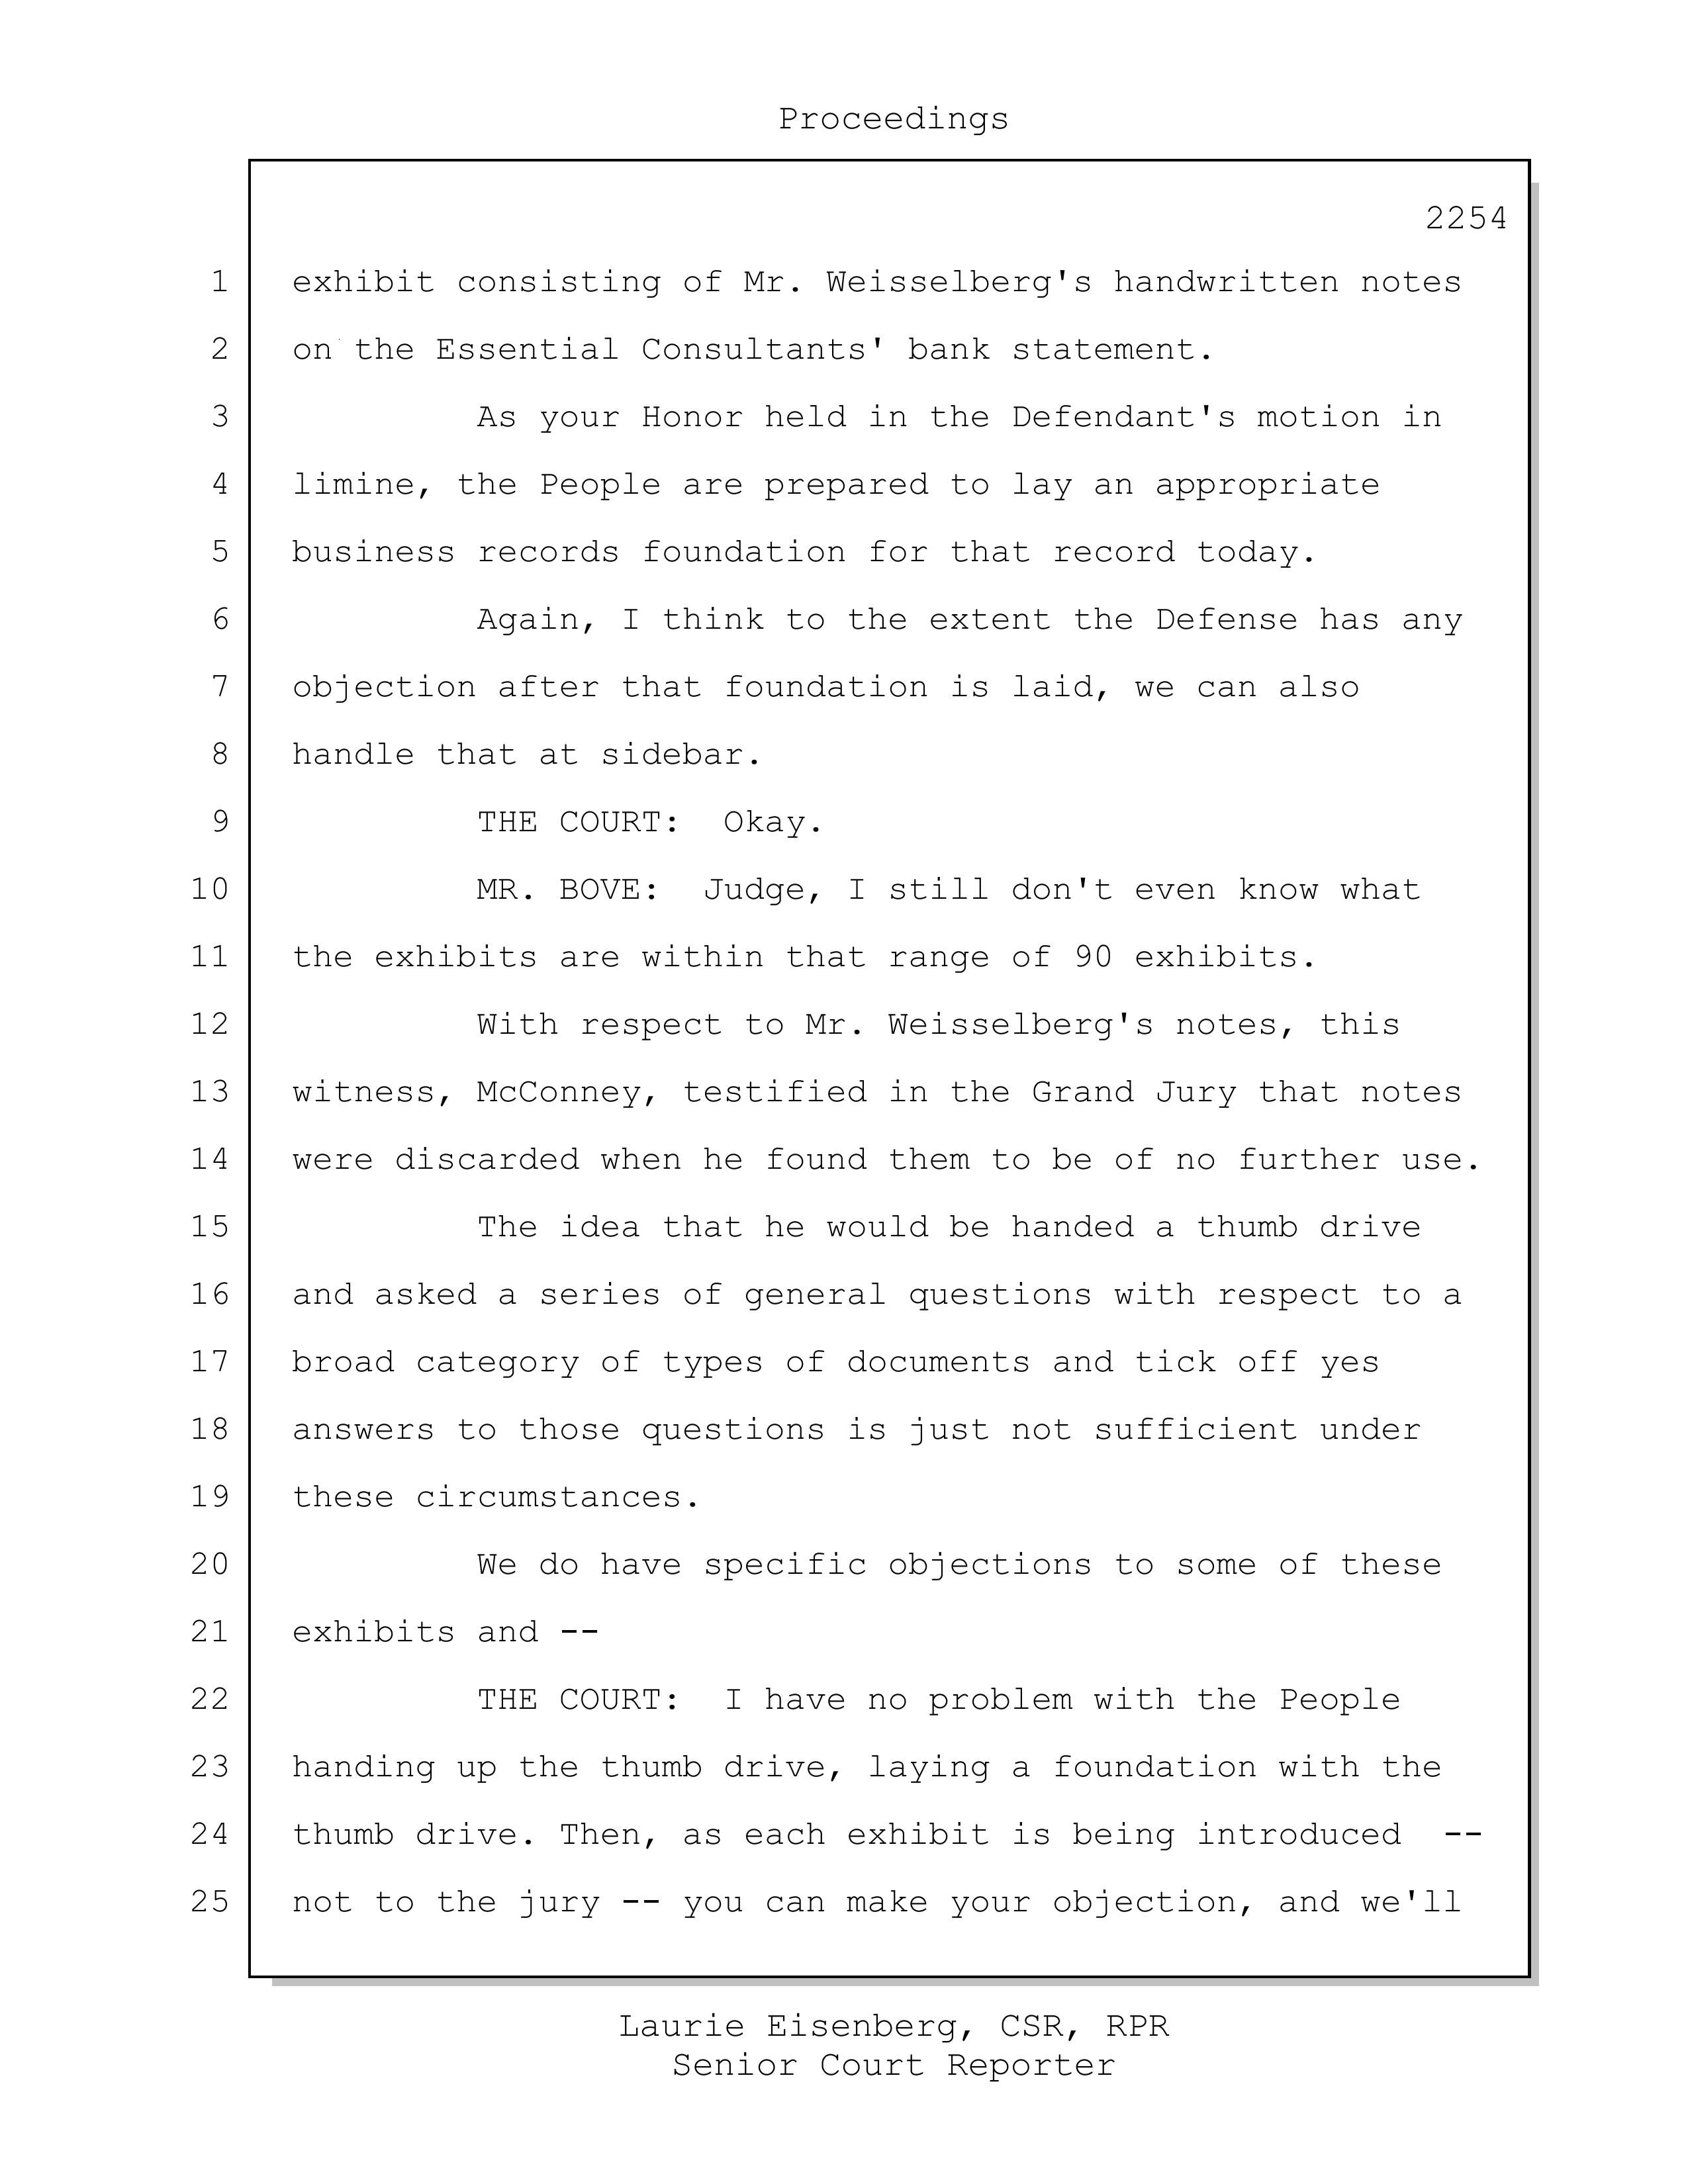 Proceedings
2254
1 exhibit consisting of Mr. Weisselberg's handwritten notes
2 on the Essential Consultants' bank statement.
3 As your Honor held in the Defendant's motion in
4 limine, the People are prepared to lay an appropriate
5 business records foundation for that record today.
6 Again, I think to the extent the Defense has any
7 objection after that foundation is laid, we can also
8 handle that at sidebar.
9 THE COURT:  Okay.
10 MR. BOVE:  Judge, I still don't even know what
11 the exhibits are within that range of 90 exhibits.
12 With respect to Mr. Weisselberg's notes, this
13 witness, McConney, testified in the Grand Jury that notes
14 were discarded when he found them to be of no further use.
15 The idea that he would be handed a thumb drive
16 and asked a series of general questions with respect to a
17 broad category of types of documents and tick off yes
18 answers to those questions is just not sufficient under
19 these circumstances.
20 We do have specific objections to some of these
21 exhibits and --
22 THE COURT:  I have no problem with the People
23 handing up the thumb drive, laying a foundation with the
24 thumb drive. Then, as each exhibit is being introduced  --
25 not to the jury -- you can make your objection, and we'll
Laurie Eisenberg, CSR, RPR
Senior Court Reporter